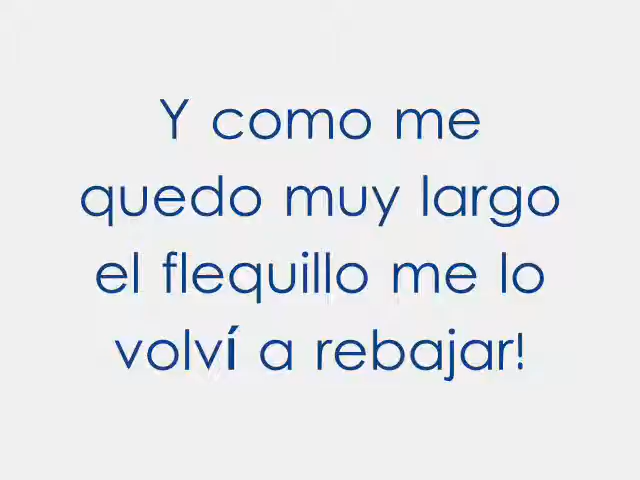 Y como me
quedo muy largo
el flequillo me lo
volví a rebajar!